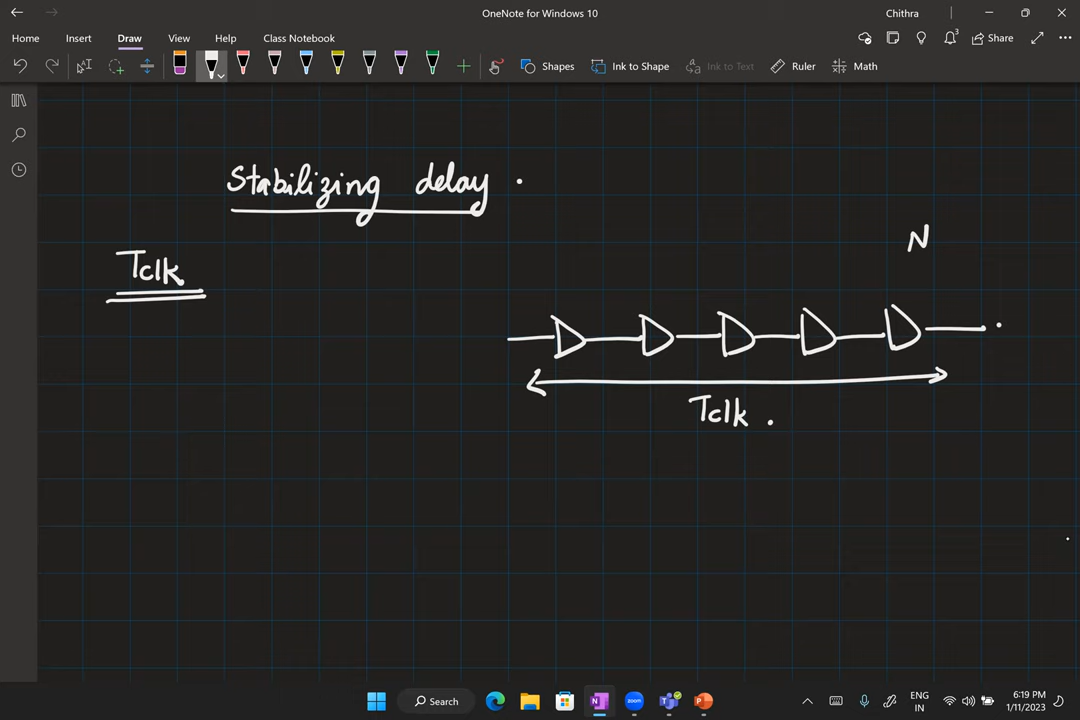 OneNote for Windows 10
Chithra
Home Insert Draw View Help Class Notebook
Share
Shapes Ink to Shape Ink to Text Ruler Math
Stabilizing delay .
N
Tclk
Tclk .
Search
ENG
IN
6:19 PM
1/11/2023